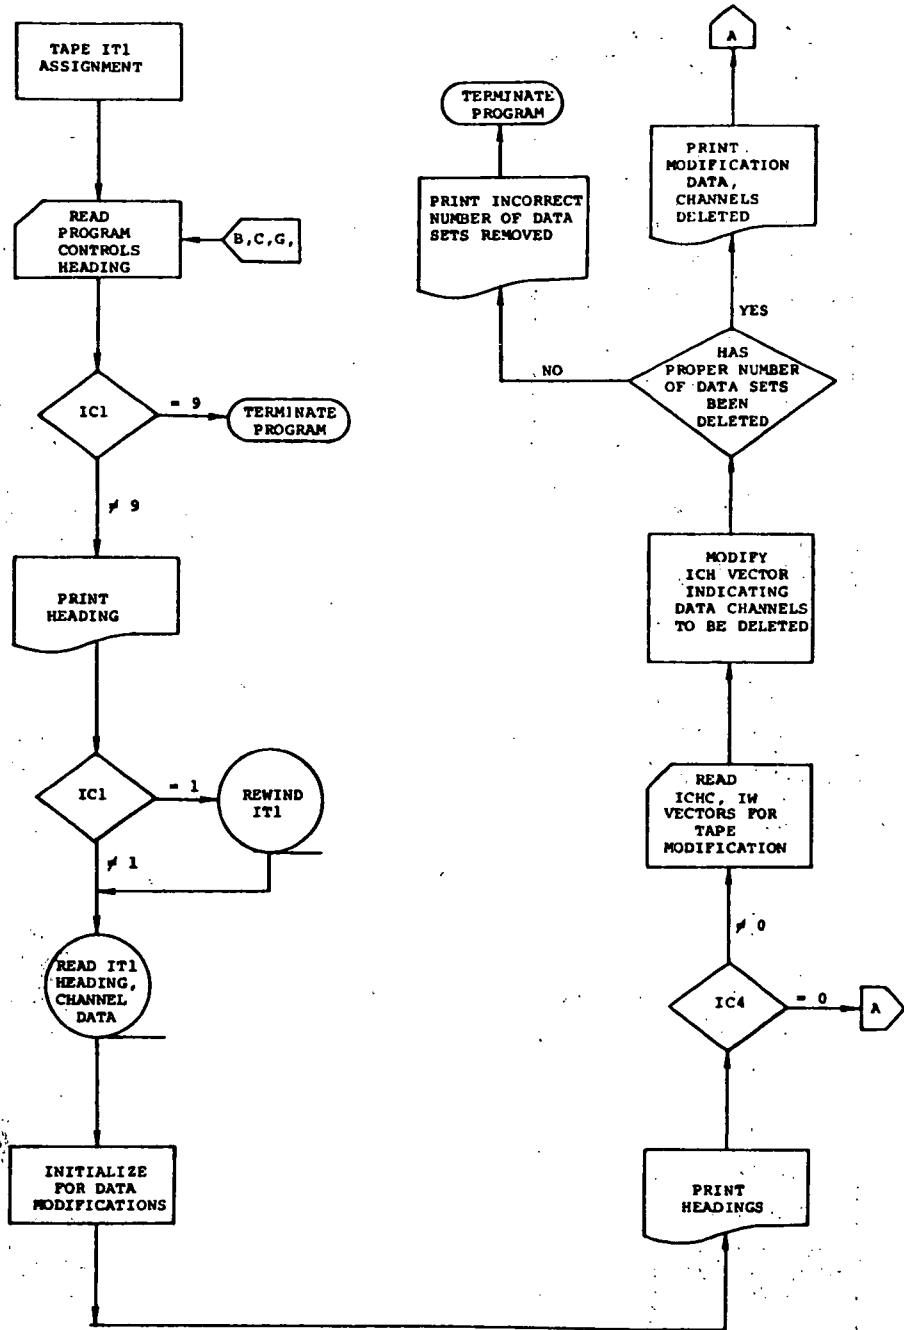 TAPE IT1
ASSIGNMENT
READ
PROGRAM
CONTROLS
HEADING
B,C,G,
IC1
= 9
TERMINATE
PROGRAM
≠ 9
PRINT
HEADING
IC1
= 1
REWIND
IT1
≠ 1
READ IT1
HEADING,
CHANNEL
DATA
INITIALIZE
FOR DATA
MODIFICATIONS
A
TERMINATE
PROGRAM
PRINT
MODIFICATION
DATA,
CHANNELS
DELETED
PRINT INCORRECT
NUMBER OF DATA
SETS REMOVED
YES
NO
HAS
PROPER NUMBER
OF DATA SETS
BEEN
DELETED
MODIFY
ICH VECTOR
INDICATING
DATA CHANNELS
TO BE DELETED
READ
ICHC, IW
VECTORS FOR
TAPE
MODIFICATION
≠ 0
IC4
= 0
A
PRINT
HEADINGS